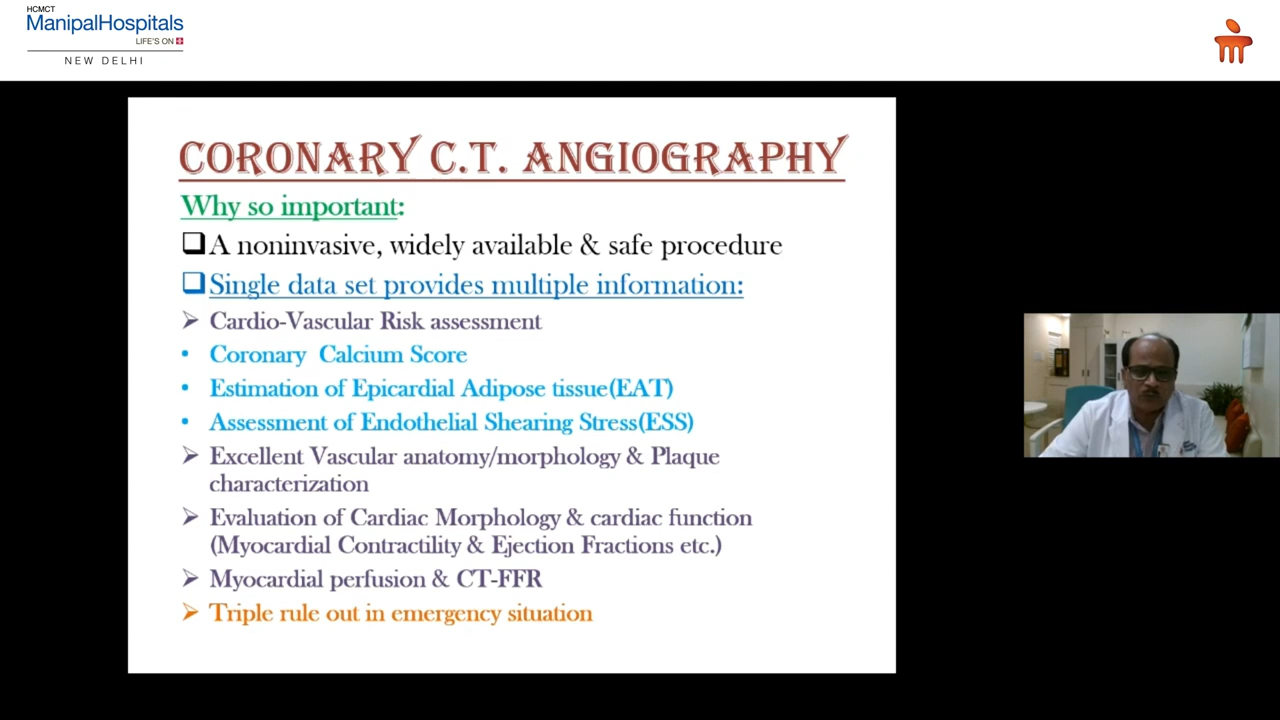 HCMCT
ManipalHospitals
LIFE'S ON
NEW DELHI
CORONARY C.T. ANGIOGRAPHY
Why so important:
A noninvasive, widely available & safe procedure
Single data set provides multiple information:
Cardio-Vascular Risk assessment
Coronary Calcium Score
Estimation of Epicardial Adipose tissue(EAT)
Assessment of Endothelial Shearing Stress(ESS)
Excellent Vascular anatomy/morphology & Plaque
characterization
Evaluation of Cardiac Morphology & cardiac function
(Myocardial Contractility & Ejection Fractions etc.)
Myocardial perfusion & CT-FFR
Triple rule out in emergency situation